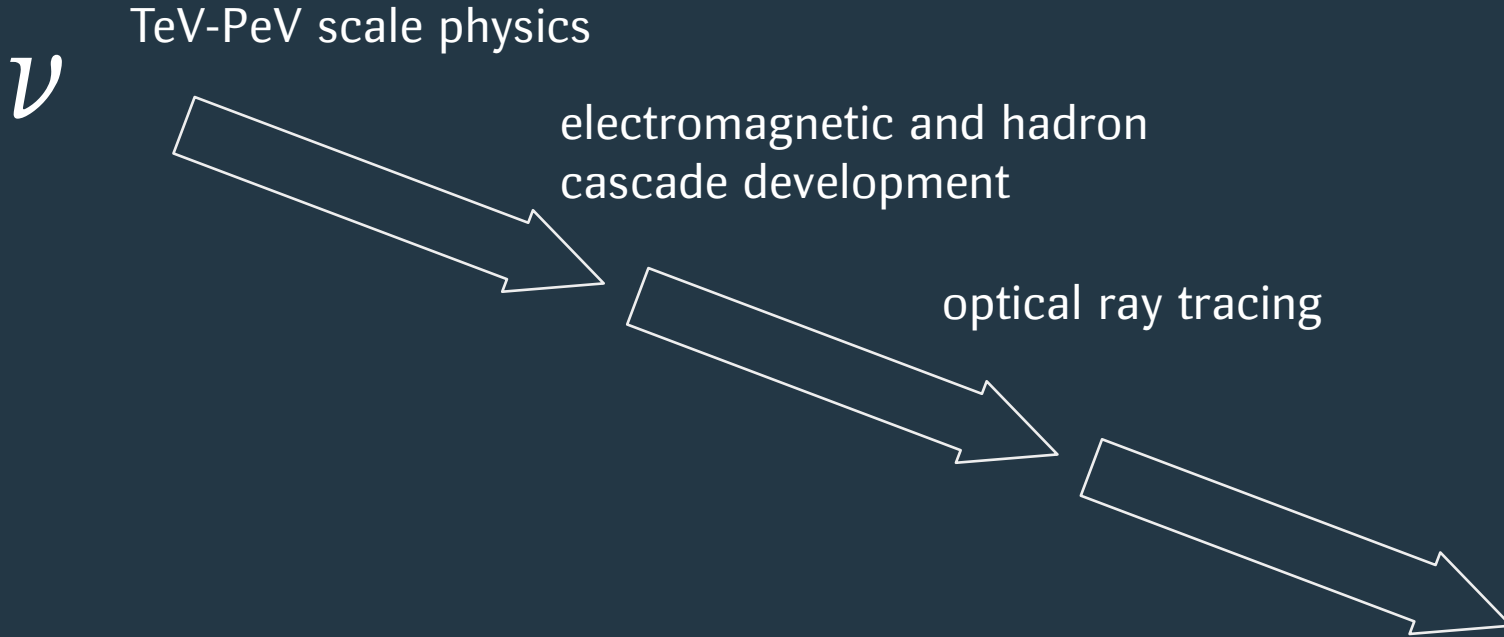 TeV-PeV scale physics
ν
electromagnetic and hadron
cascade development
optical ray tracing